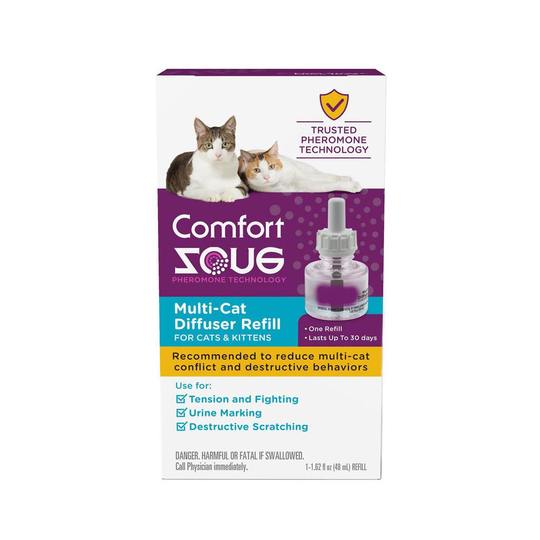 TRUSTED
PHEROMONE
TECHNOLOGY
Comfort
PHEROMONE TECHNOLOGY
Multi-Cat
Diffuser Refill
FOR CATS & KITTENS
• One Refill
• Lasts Up To 30 days
Recommended to reduce multi-cat
conflict and destructive behaviors
Use for:
Tension and Fighting
Urine Marking
Destructive Scratching
DANGER. HARMFUL OR FATAL IF SWALLOWED.
Call Physician immediately.
1-1.62 fl oz (48 mL) REFILL